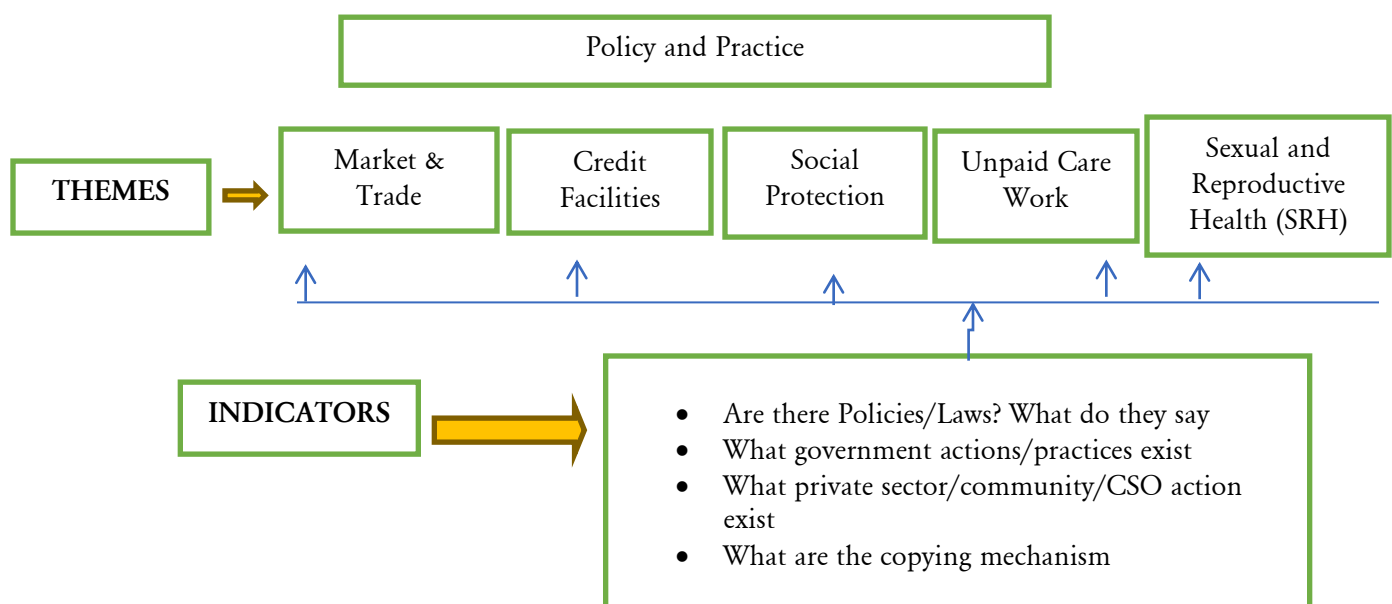 Policy and Practice
THEMES
Market &
Trade
Credit
Facilities
Social
Protection
Unpaid Care
Work
Sexual and
Reproductive
Health (SRH)
INDICATORS
• Are there Policies/Laws? What do they say
• What government actions/practices exist
• What private sector/community/CSO action
exist
• What are the copying mechanism